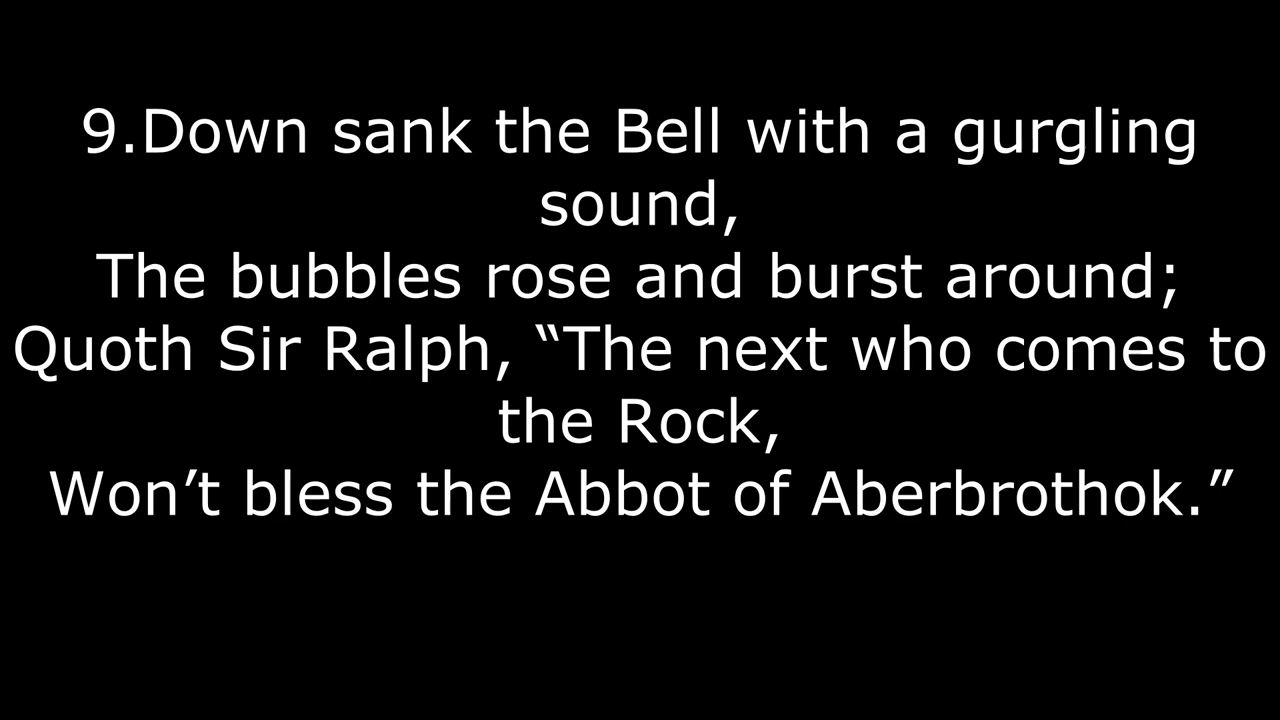 9.Down sank the Bell with a gurgling
sound,
The bubbles rose and burst around;
Quoth Sir Ralph, “The next who comes to
the Rock,
Won’t bless the Abbot of Aberbrothok.”